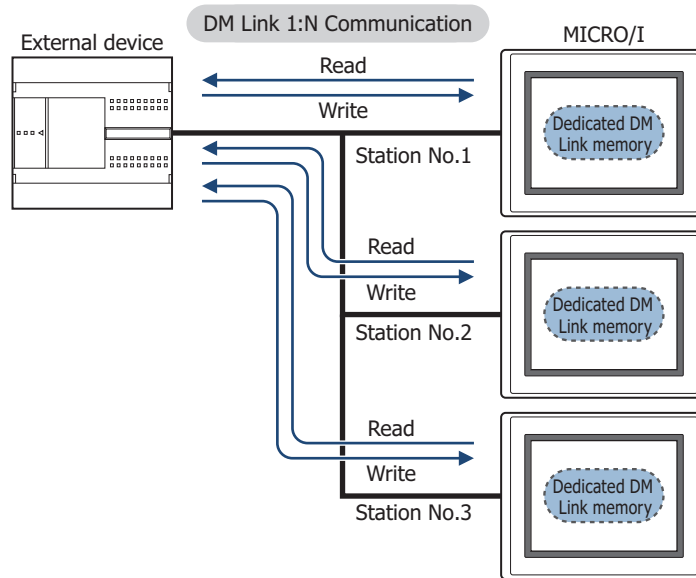 DM Link 1:N Communication
External device
MICRO/I
Read
Write
Dedicated DM
Link memory
Station No.1
Read
Write
Dedicated DM
Link memory
Station No.2
Read
Write
Dedicated DM
Link memory
Station No.3